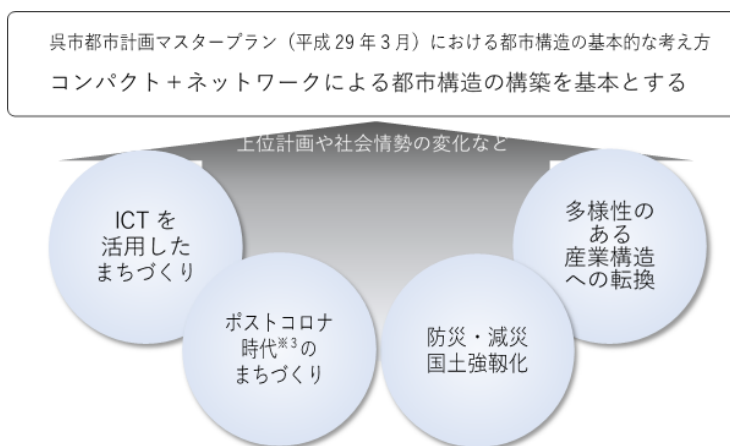 呉市都市計画マスタープラン（平成 29 年 3 月）における都市構造の基本的な考え方
コンパクト＋ネットワークによる都市構造の構築を基本とする
上位計画や社会情勢の変化など
ICT を
活用した
まちづくり
ポストコロナ
時代※3の
まちづくり
防災・減災
国土強靱化
多様性の
ある
産業構造
への転換